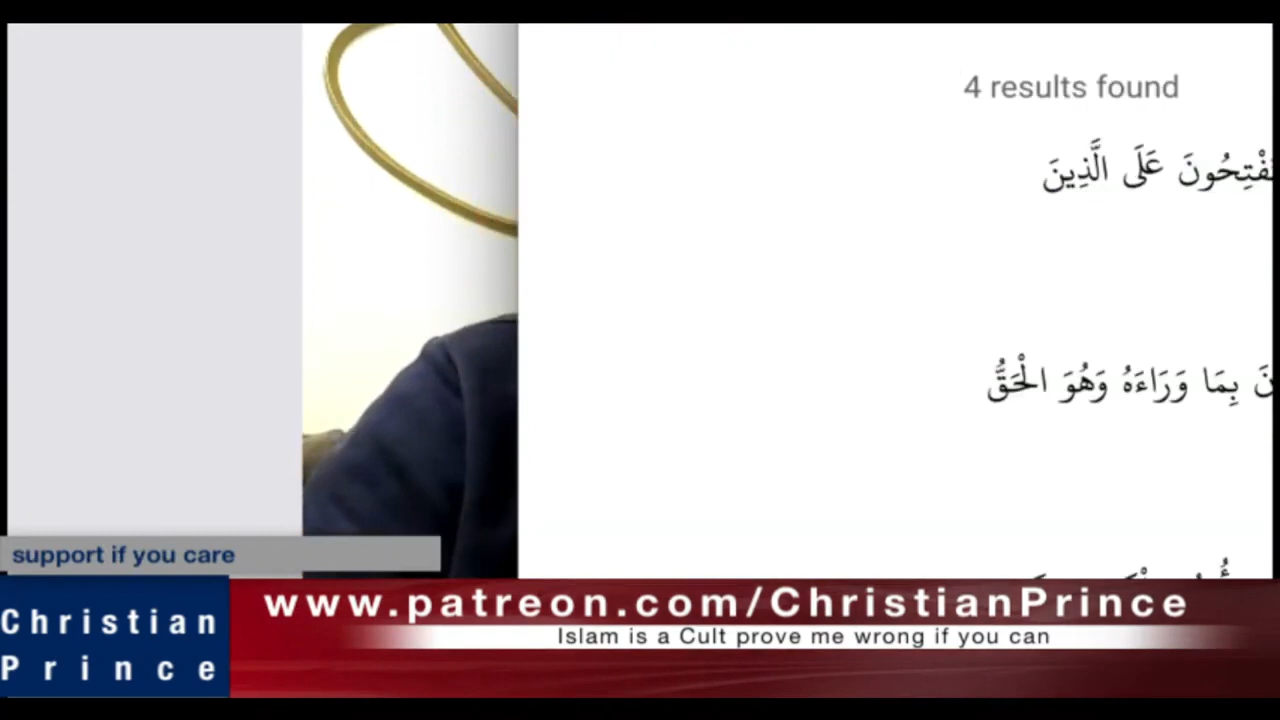 4 results found
عَلَى الَّذِينَ
بِمَا وَرَاءَهُ وَهُوَ الْحَقُّ
support if you care
Christian
Prince
www.patreon.com/ChristianPrince
Islam is a Cult prove me wrong if you can